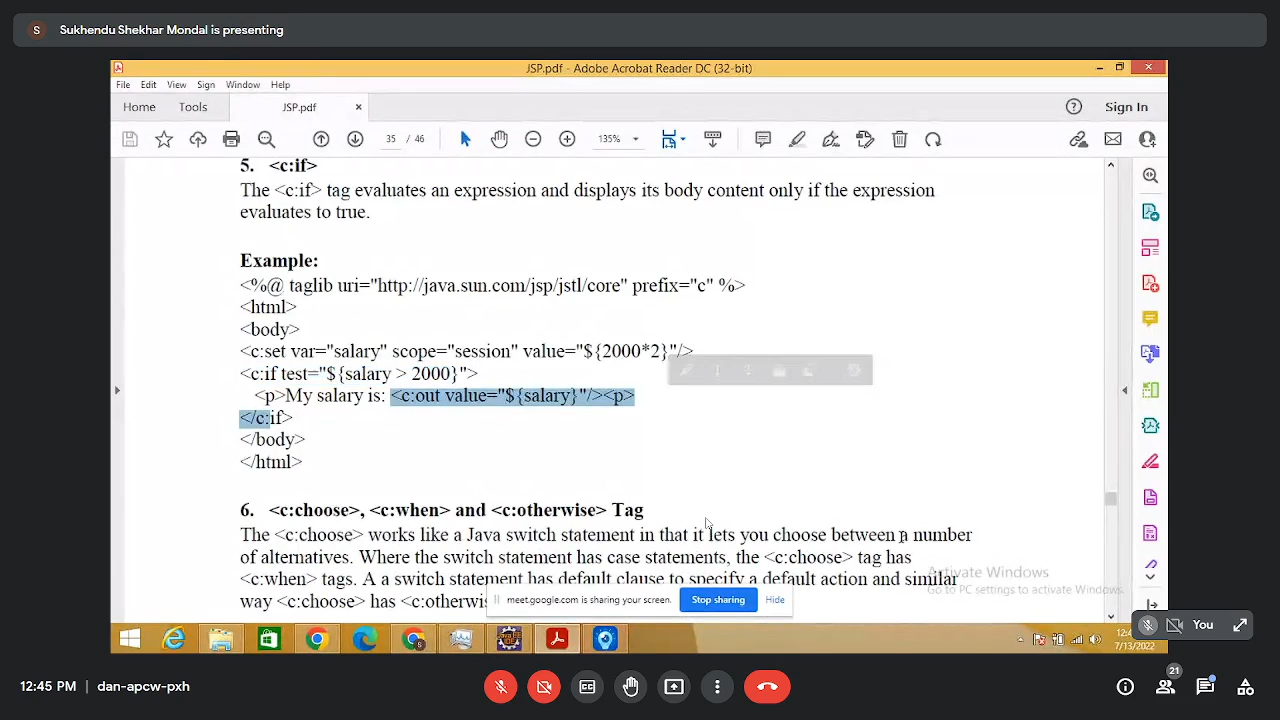 S Sukhendu Shekhar Mondal is presenting
JSP.pdf - Adobe Acrobat Reader DC (32-bit)
File Edit View Sign Window Help
Home Tools JSP.pdf × Sign In
35 / 46 135%
5. <c:if>
The <c:if> tag evaluates an expression and displays its body content only if the expression
evaluates to true.
Example:
<%@ taglib uri="http://java.sun.com/jsp/jstl/core" prefix="c" %>
<html>
<body>
<c:set var="salary" scope="session" value="${2000*2}"/>
<c:if test="${salary > 2000}">
<p>My salary is: <c:out value="${salary}"/><p>
</c:if>
</body>
</html>
6. <c:choose>, <c:when> and <c:otherwise> Tag
The <c:choose> works like a Java switch statement in that it lets you choose between a number
of alternatives. Where the switch statement has case statements, the <c:choose> tag has
<c:when> tags. A a switch statement has default clause to specify a default action and similar
way <c:choose> has <c:otherwis
Activate Windows
Go to PC settings to activate Windows.
meet.google.com is sharing your screen. Stop sharing Hide
You
7/13/2022
12:45 PM | dan-apcw-pxh
21